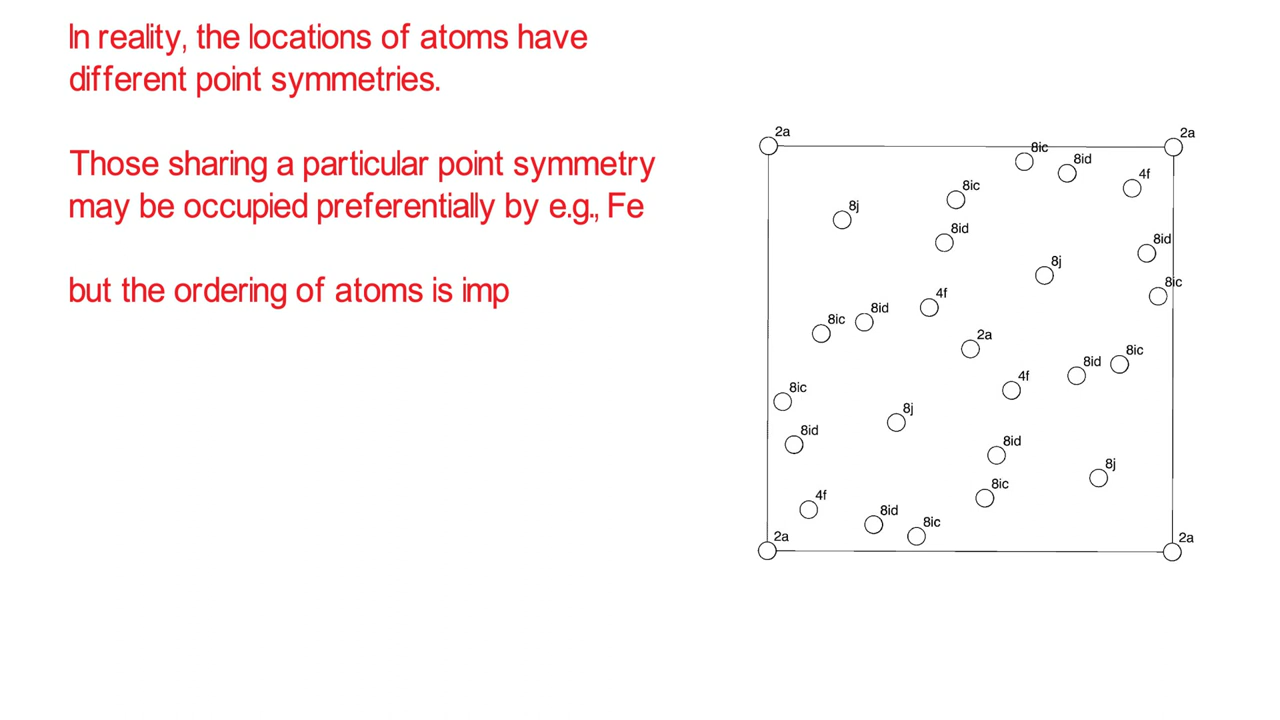 In reality, the locations of atoms have
different point symmetries.
Those sharing a particular point symmetry
may be occupied preferentially by e.g., Fe
but the ordering of atoms is imp
2a
2a
8ic
8id
4f
8ic
8j
8id
8id
8j
8ic
4f
8id
8ic
2a
8ic
8id
4f
8ic
8j
8id
8id
8j
8ic
4f
8id
8ic
2a
2a